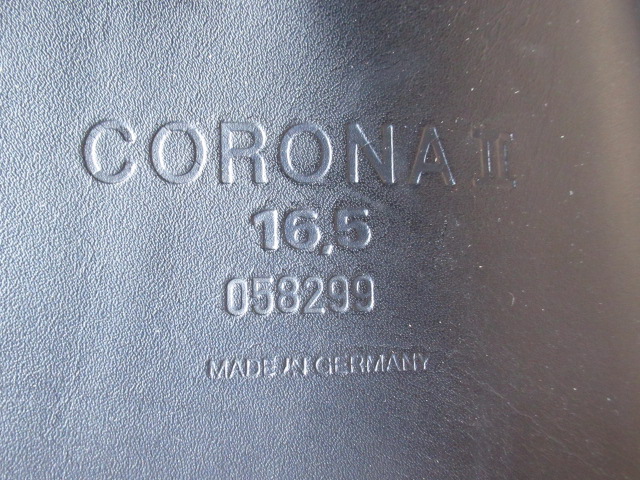 CORONA II
16,5
058299
MADE IN GERMANY